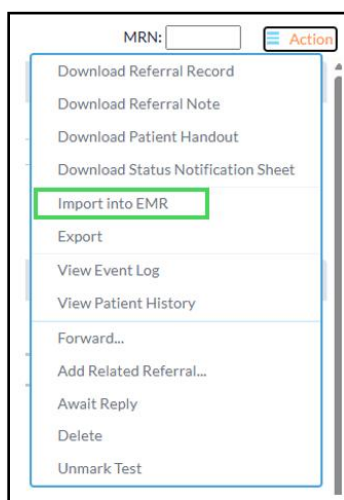 MRN:
Action
Download Referral Record
Download Referral Note
Download Patient Handout
Download Status Notification Sheet
Import into EMR
Export
View Event Log
View Patient History
Forward...
Add Related Referral...
Await Reply
Delete
Unmark Test